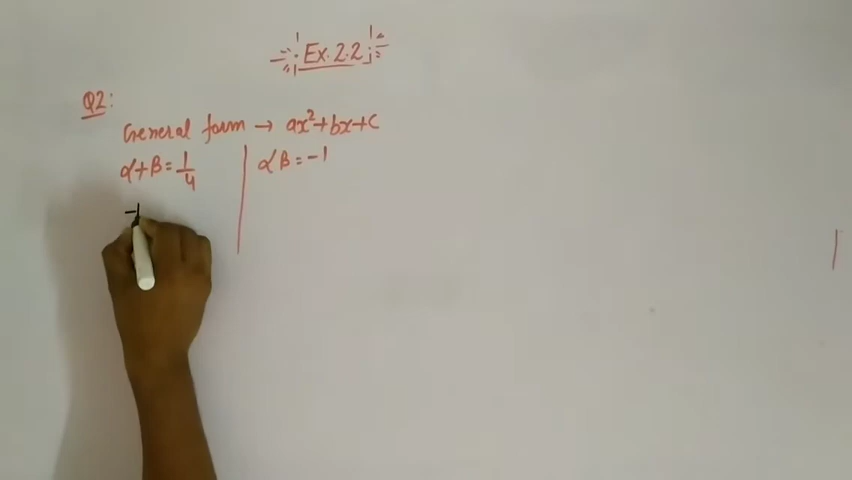 Ex. 2.2
Q2:
General form → ax²+bx+c
α+β=1/4 | αβ=-1